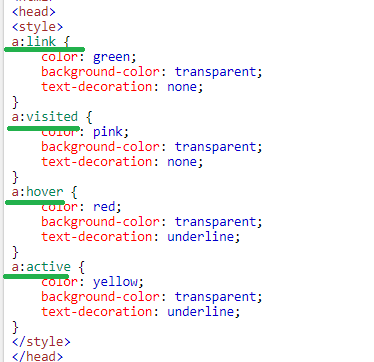 <head>
<style>
a:link {
    color: green;
    background-color: transparent;
    text-decoration: none;
}
a:visited {
    color: pink;
    background-color: transparent;
    text-decoration: none;
}
a:hover {
    color: red;
    background-color: transparent;
    text-decoration: underline;
}
a:active {
    color: yellow;
    background-color: transparent;
    text-decoration: underline;
}
</style>
</head>